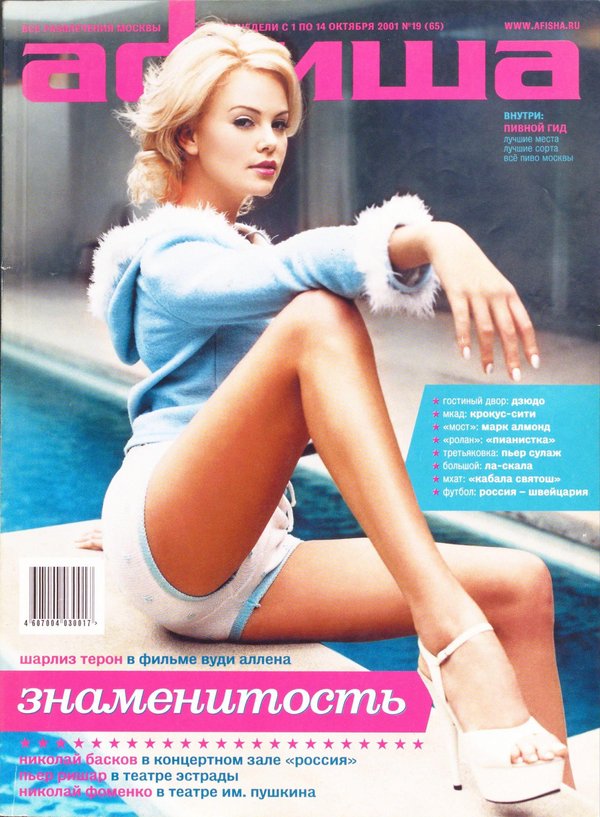 ВСЕ РАЗВЛЕЧЕНИЯ МОСКВЫ
НЕДЕЛИ С 1 ПО 14 ОКТЯБРЯ 2001 №19 (65)
WWW.AFISHA.RU
афиша
ВНУТРИ:
ПИВНОЙ ГИД
лучшие места
лучшие сорта
всё пиво москвы
★ гостиный двор: дзюдо
★ мкад: крокус-сити
★ «мост»: марк алмонд
★ «ролан»: «пианистка»
★ третьяковка: пьер сулаж
★ большой: ла-скала
★ мхат: «кабала святош»
★ футбол: россия – швейцария
4 607004 030017 >
шарлиз терон в фильме вуди аллена
знаменитость
николай басков в концертном зале «россия»
пьер ришар в театре эстрады
николай фоменко в театре им. пушкина